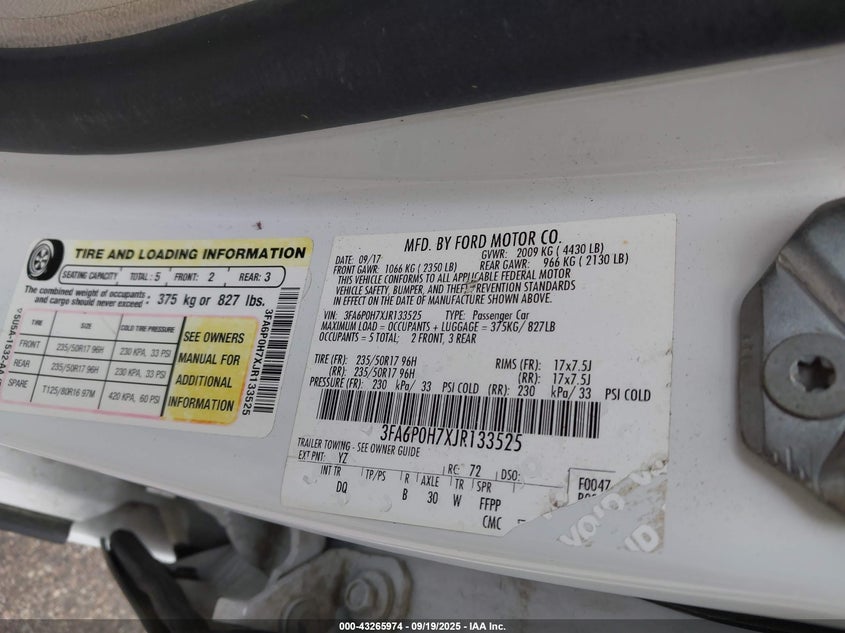 TIRE AND LOADING INFORMATION
SEATING CAPACITY TOTAL: 5 FRONT: 2 REAR: 3
The combined weight of occupants and cargo should never exceed: 375 kg or 827 lbs.
TIRE SIZE COLD TIRE PRESSURE
FRONT 235/50R17 96H 230 KPA, 33 PSI
REAR 235/50R17 96H 230 KPA, 33 PSI
SPARE T125/80R16 97M 420 KPA, 60 PSI
SEE OWNERS
MANUAL FOR
ADDITIONAL
INFORMATION
3FA6P0H7XJR133525
MFD. BY FORD MOTOR CO.
DATE: 09/17 GVWR: 2009 KG ( 4430 LB)
FRONT GAWR: 1066 KG ( 2350 LB) REAR GAWR: 966 KG ( 2130 LB)
THIS VEHICLE CONFORMS TO ALL APPLICABLE FEDERAL MOTOR
VEHICLE SAFETY, BUMPER, AND THEFT PREVENTION STANDARDS
IN EFFECT ON THE DATE OF MANUFACTURE SHOWN ABOVE.
VIN: 3FA6P0H7XJR133525 TYPE: Passenger Car
MAXIMUM LOAD = OCCUPANTS + LUGGAGE = 375KG/ 827LB
OCCUPANTS = 5 TOTAL; 2 FRONT, 3 REAR
TIRE (FR): 235/50R17 96H RIMS (FR): 17x7.5J
(RR): 235/50R17 96H (RR): 17x7.5J
PRESSURE (FR): 230 kPa/ 33 PSI COLD (RR): 230 kPa/ 33 PSI COLD
3FA6P0H7XJR133525
TRAILER TOWING - SEE OWNER GUIDE
EXT PNT: YZ RC: 72 DSO:
INT TR TP/PS R AXLE TR SPR
DQ B 30 W FFPP
CMC
F0047
000-43265974 - 09/19/2025 - IAA Inc.